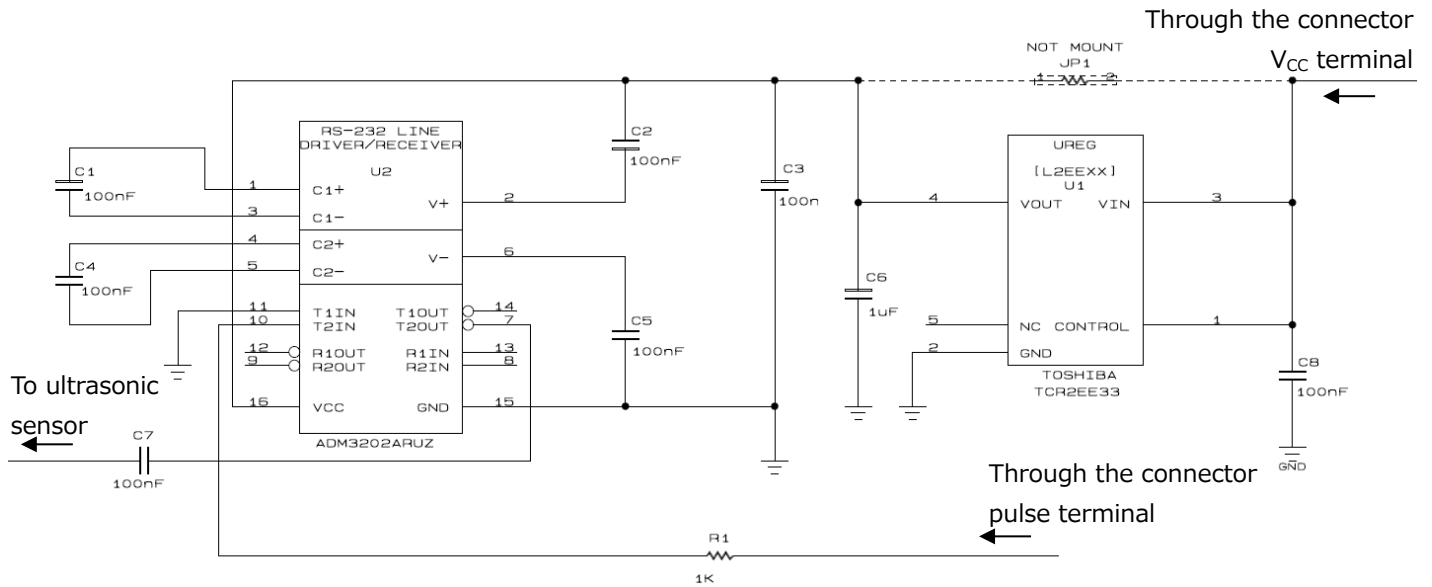 Through the connector
VCC terminal
NOT MOUNT
JP1
1 2
RS-232 LINE
DRIVER/RECEIVER
U2
C1
100nF
1
C1+
3
C1-
V+
2
C2
100nF
C3
100n
UREG
[L2EEXX]
U1
4
VOUT
VIN
3
4
C2+
5
C2-
V-
6
C4
100nF
C6
1uF
11
T1IN
T1OUT
14
10
T2IN
T2OUT
7
C5
100nF
5
NC
CONTROL
1
2
GND
12
R1OUT
R1IN
13
9
R2OUT
R2IN
8
TOSHIBA
TCR2EE33
C8
100nF
GND
To ultrasonic
sensor
16
VCC
GND
15
ADM3202ARUZ
C7
100nF
Through the connector
pulse terminal
R1
1K